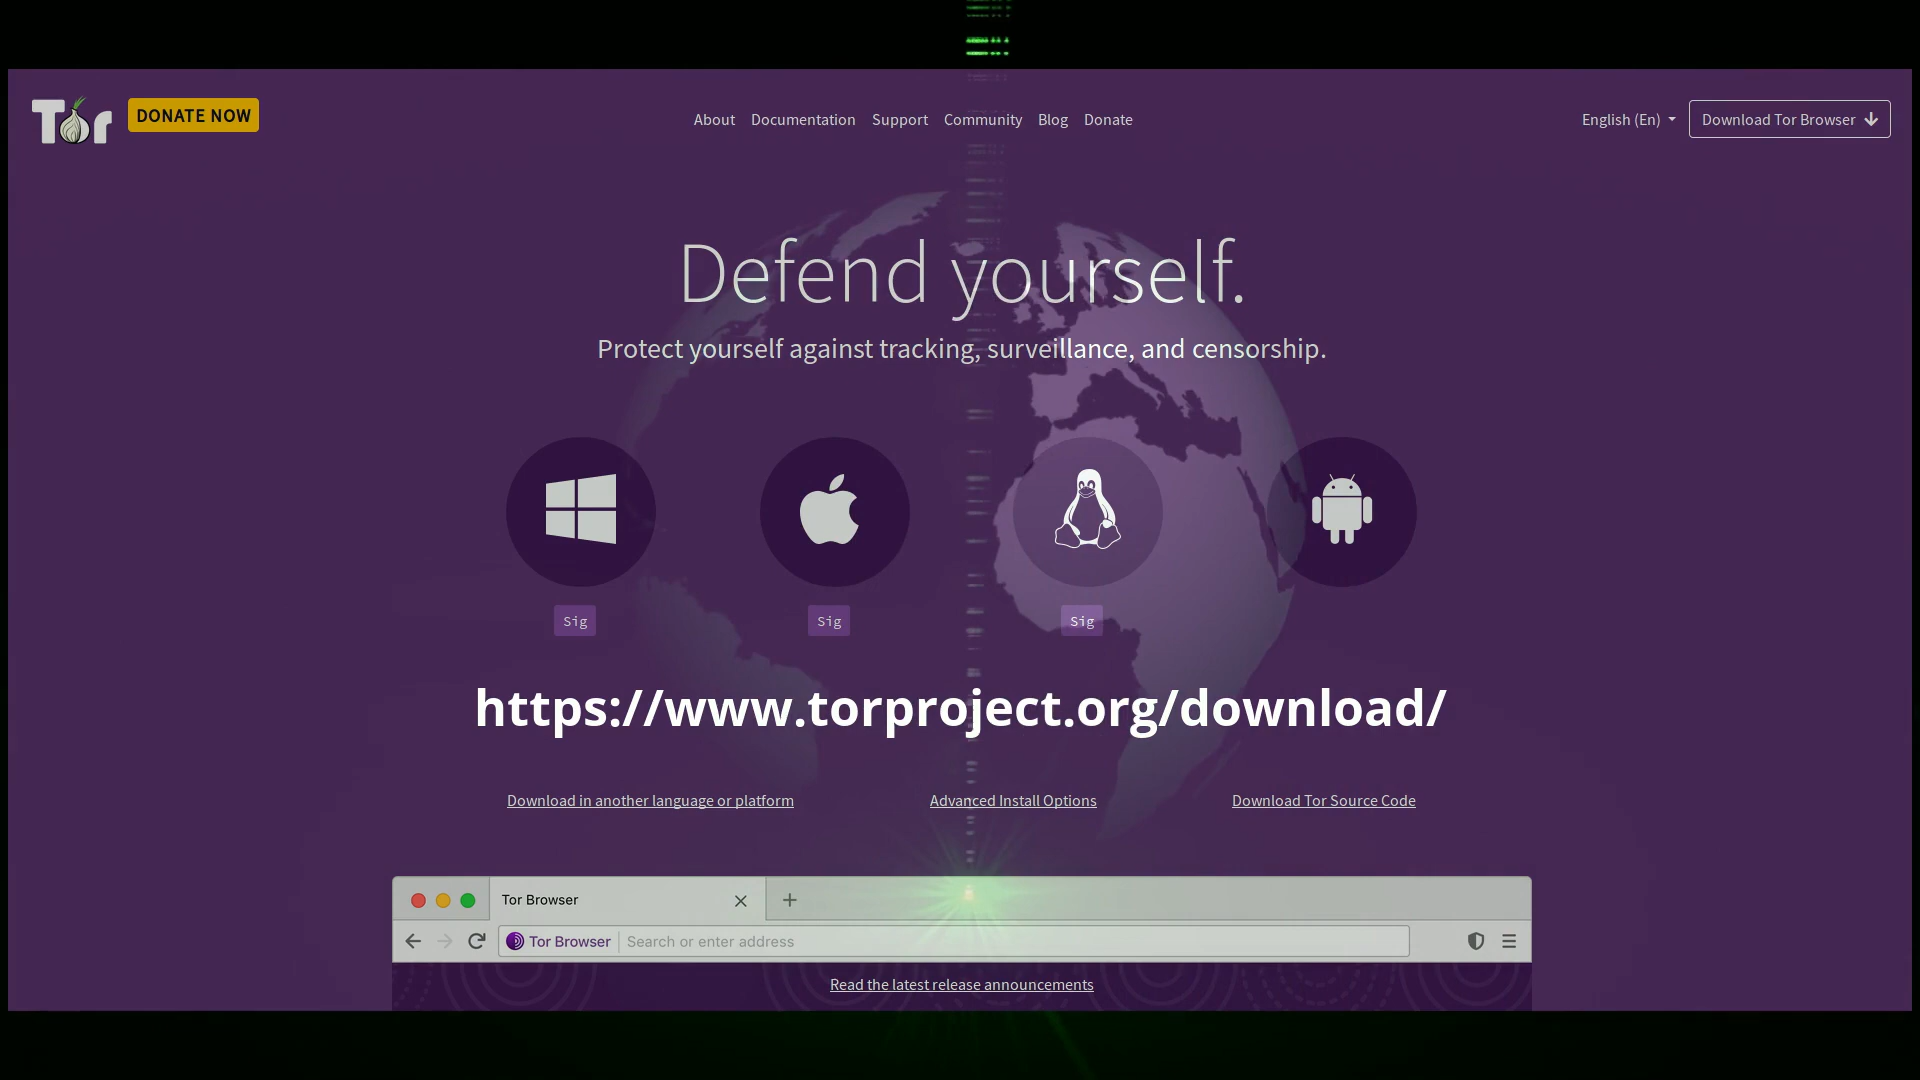 Tor
DONATE NOW
About Documentation Support Community Blog Donate
English (En)
Download Tor Browser
Defend yourself.
Protect yourself against tracking, surveillance, and censorship.
Sig Sig Sig
https://www.torproject.org/download/
Download in another language or platform
Advanced Install Options
Download Tor Source Code
Tor Browser
Tor Browser Search or enter address
Read the latest release announcements